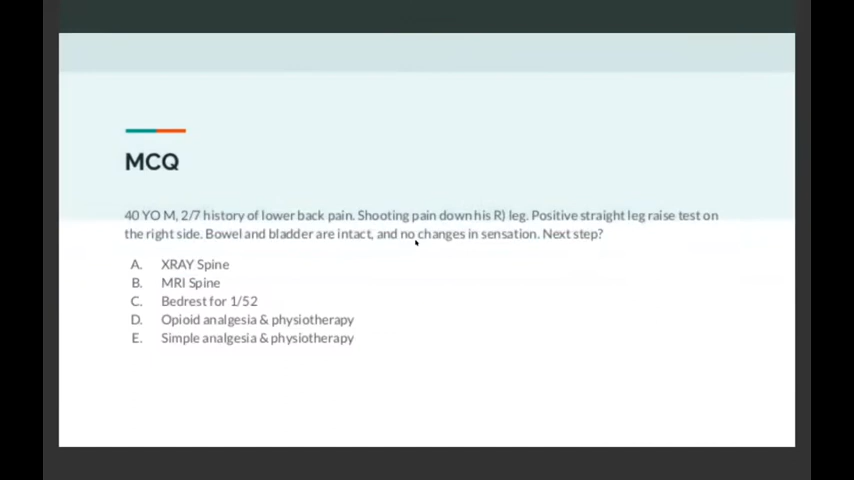 MCQ
40 YO M, 2/7 history of lower back pain. Shooting pain down his R) leg. Positive straight leg raise test on
the right side. Bowel and bladder are intact, and no changes in sensation. Next step?
A. XRAY Spine
B. MRI Spine
C. Bedrest for 1/52
D. Opioid analgesia & physiotherapy
E. Simple analgesia & physiotherapy